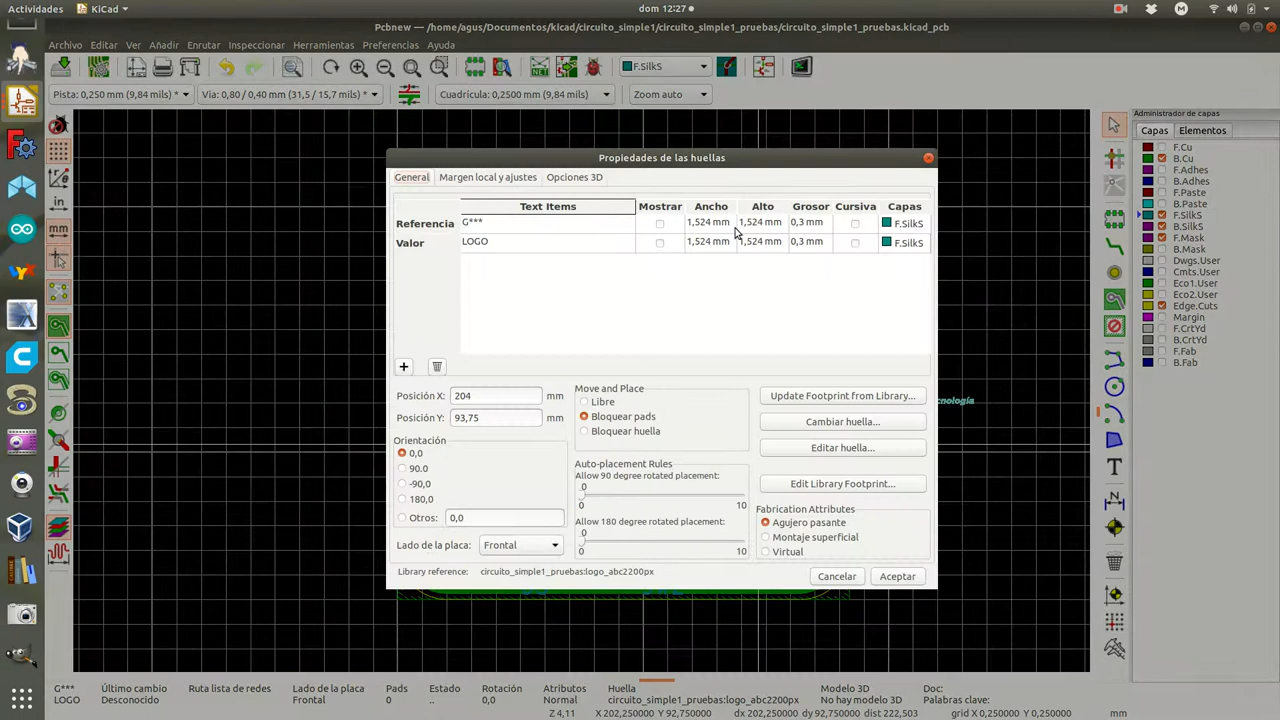 Actividades KiCad dom 12:27
Pcbnew — /home/agus/Documentos/kicad/circuito_simple1/circuito_simple1_pruebas/circuito_simple1_pruebas.kicad_pcb
Archivo Editar Ver Añadir Enrutar Inspeccionar Herramientas Preferencias Ayuda
F.SilkS
Pista: 0,250 mm (9,84 mils) * Via: 0,80 / 0,40 mm (31,5 / 15,7 mils) * Cuadrícula: 0,2500 mm (9,84 mils) Zoom auto
Administrador de capas
Capas Elementos
F.Cu
B.Cu
F.Adhes
B.Adhes
F.Paste
B.Paste
F.SilkS
B.SilkS
F.Mask
B.Mask
Dwgs.User
Cmts.User
Eco1.User
Eco2.User
Edge.Cuts
Margin
F.CrtYd
B.CrtYd
F.Fab
B.Fab
Propiedades de las huellas
General Margen local y ajustes Opciones 3D
Text Items Mostrar Ancho Alto Grosor Cursiva Capas
Referencia G*** 1,524 mm 1,524 mm 0,3 mm F.SilkS
Valor LOGO 1,524 mm 1,524 mm 0,3 mm F.SilkS
Posición X: 204 mm
Posición Y: 93,75 mm
Orientación
0,0
90.0
-90,0
180,0
Otros: 0,0
Lado de la placa: Frontal
Move and Place
Libre
Bloquear pads
Bloquear huella
Auto-placement Rules
Allow 90 degree rotated placement:
0
0 10
Allow 180 degree rotated placement:
0
0 10
Update Footprint from Library...
Cambiar huella...
Editar huella...
Edit Library Footprint...
Fabrication Attributes
Agujero pasante
Montaje superficial
Virtual
Library reference: circuito_simple1_pruebas:logo_abc2200px
Cancelar Aceptar
cnología
G*** Último cambio Ruta lista de redes Lado de la placa Pads Estado Rotación Atributos Huella Modelo 3D Doc:
LOGO Desconocido Frontal 0 .. 0,0 Normal circuito_simple1_pruebas:logo_abc2200px No hay modelo 3D Palabras clave:
Z 4,11 X 202,250000 Y 92,750000 dx 202,250000 dy 92,750000 dist 222,503 grid X 0,250000 Y 0,250000 mm